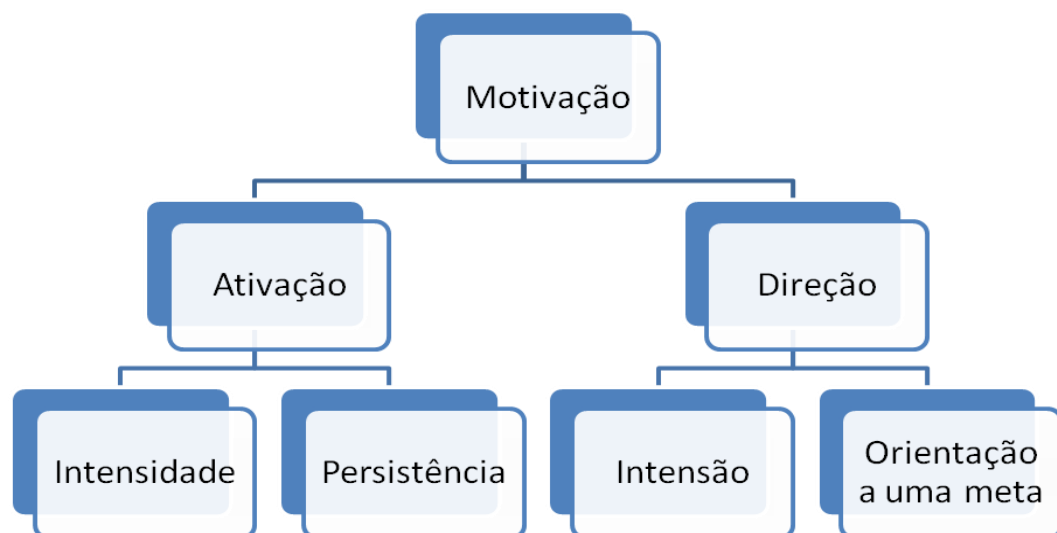 Motivação
Ativação
Direção
Intensidade
Persistência
Intensão
Orientação
a uma meta